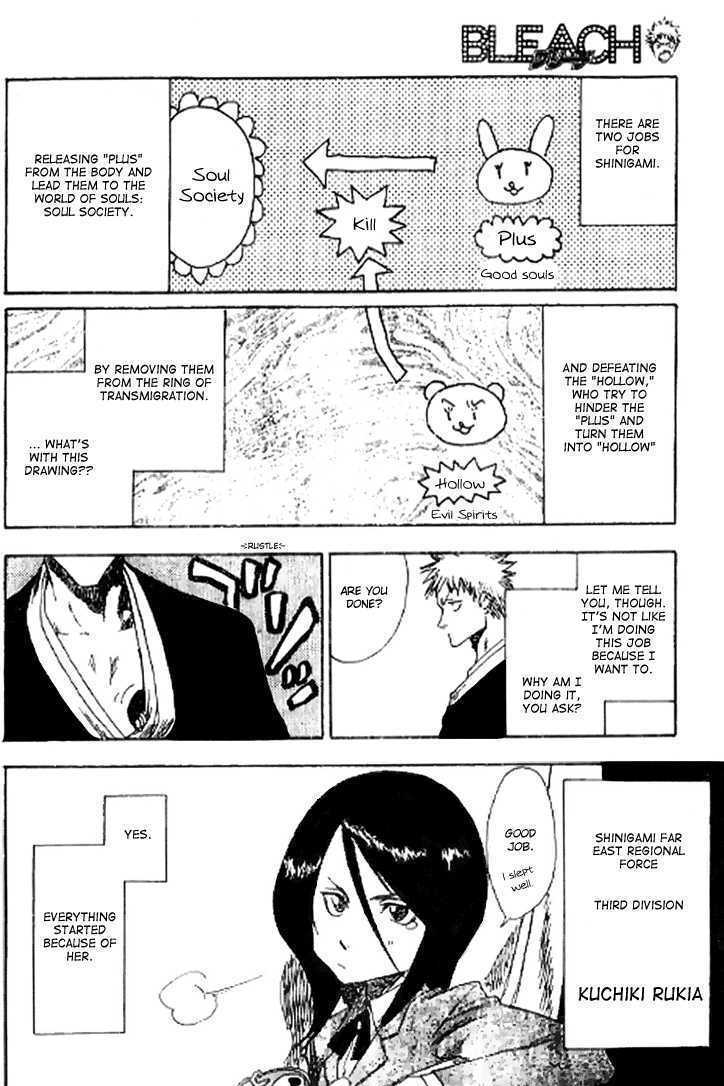 BLEACH
ブリーチ
THERE ARE
TWO JOBS
FOR
SHINIGAMI.
Plus
Good souls
Kill
Soul
Society
RELEASING "PLUS"
FROM THE BODY AND
LEAD THEM TO THE
WORLD OF SOULS:
SOUL SOCIETY.
AND DEFEATING
THE "HOLLOW,"
WHO TRY TO
HINDER THE
"PLUS" AND
TURN THEM
INTO "HOLLOW"
Hollow
Evil Spirits
BY REMOVING THEM
FROM THE RING OF
TRANSMIGRATION.
... WHAT'S
WITH THIS
DRAWING??
LET ME TELL
YOU, THOUGH.
IT'S NOT LIKE
I'M DOING
THIS JOB
BECAUSE I
WANT TO.
WHY AM I
DOING IT,
YOU ASK?
ARE YOU
DONE?
-:RUSTLE:-
SHINIGAMI FAR
EAST REGIONAL
FORCE
THIRD DIVISION
KUCHIKI RUKIA
GOOD
JOB.
I slept
well.
YES.
EVERYTHING
STARTED
BECAUSE OF
HER.